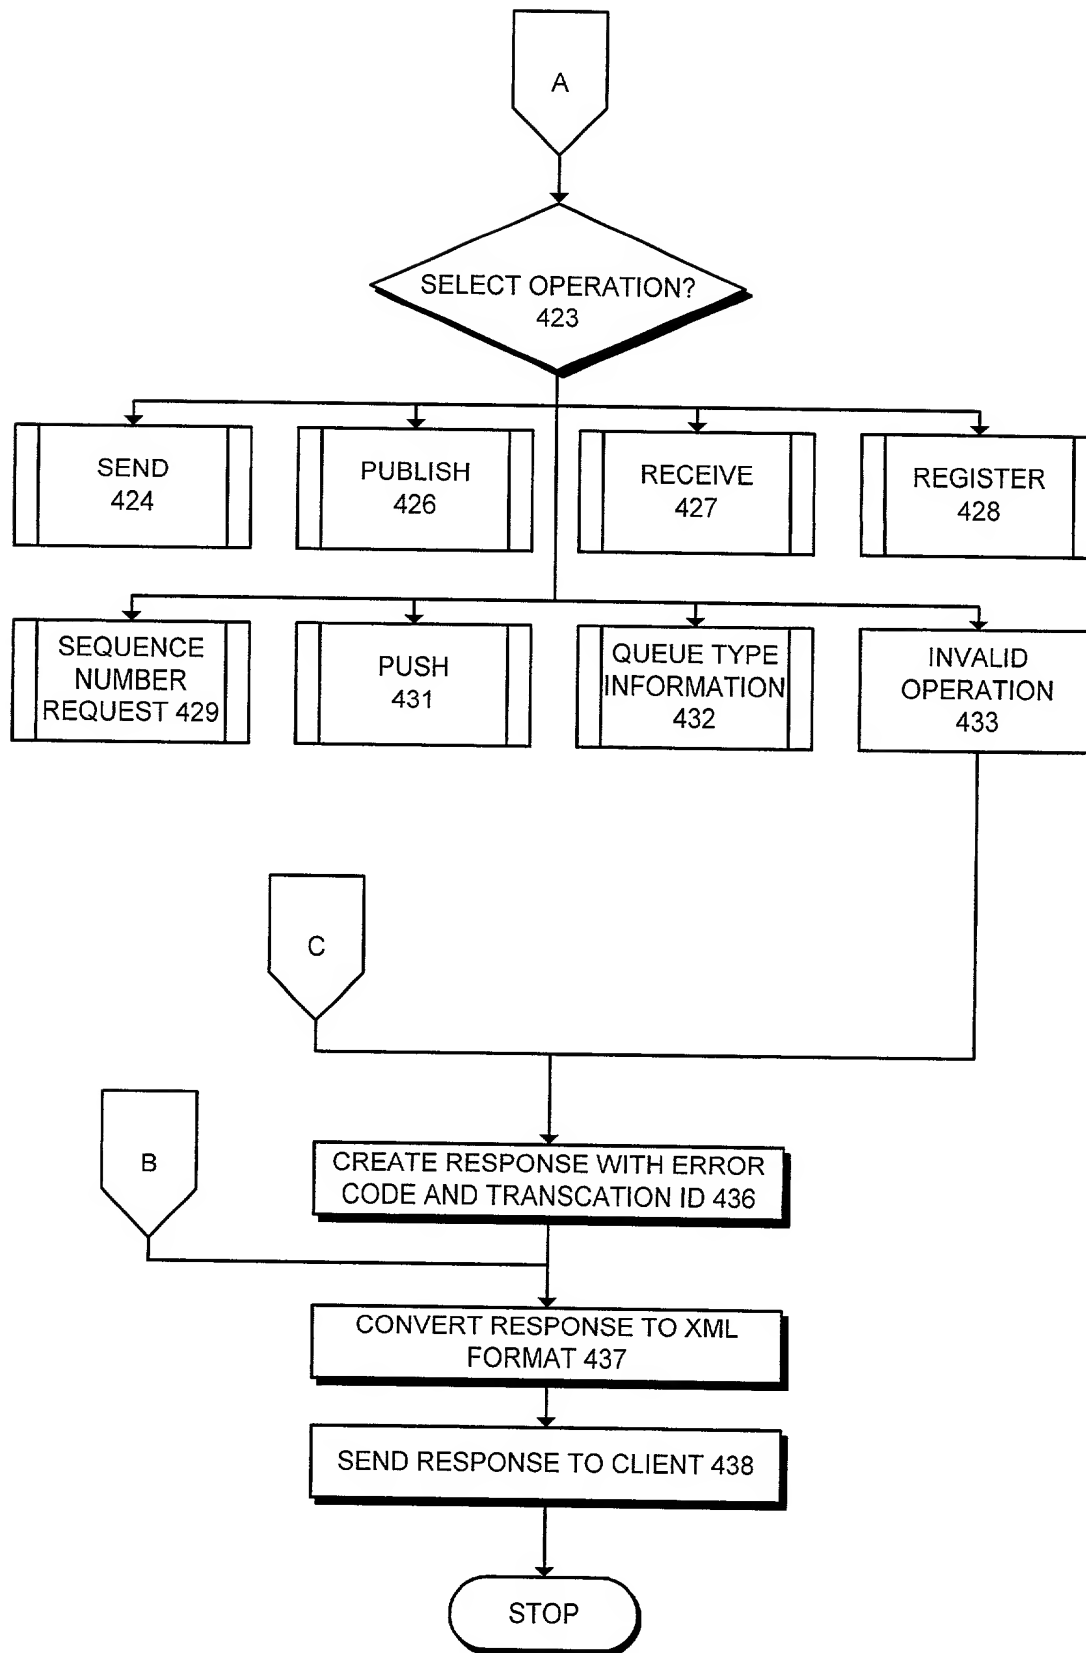 A
SELECT OPERATION?
423
SEND
424
PUBLISH
426
RECEIVE
427
REGISTER
428
SEQUENCE
NUMBER
REQUEST 429
PUSH
431
QUEUE TYPE
INFORMATION
432
INVALID
OPERATION
433
C
B
CREATE RESPONSE WITH ERROR
CODE AND TRANSCATION ID 436
CONVERT RESPONSE TO XML
FORMAT 437
SEND RESPONSE TO CLIENT 438
STOP